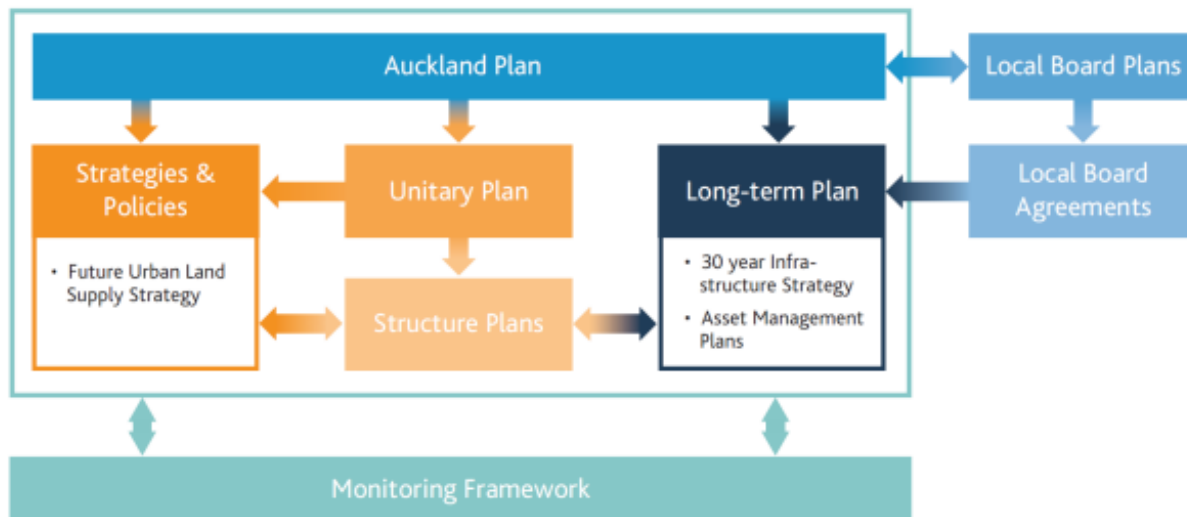 Auckland Plan
Local Board Plans
Strategies &
Policies
Unitary Plan
Long-term Plan
Local Board
Agreements
• Future Urban Land
Supply Strategy
Structure Plans
• 30 year Infra-
structure Strategy
• Asset Management
Plans
Monitoring Framework